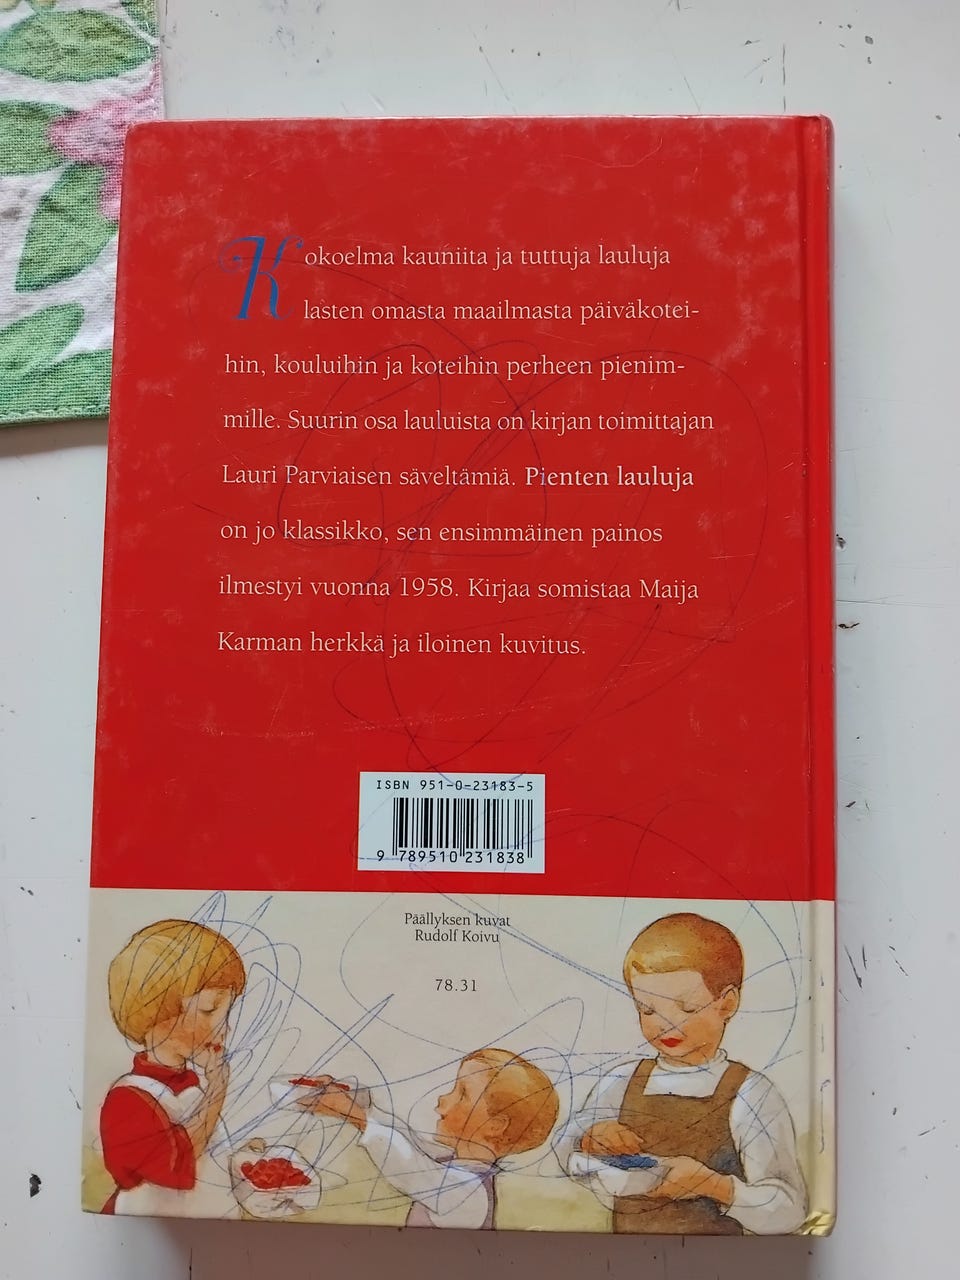 Kokoelma kauniita ja tuttuja lauluja
lasten omasta maailmasta päiväkotei-
hin, kouluihin ja koteihin perheen pienim-
mille. Suurin osa lauluista on kirjan toimittajan
Lauri Parviaisen säveltämiä. Pienten lauluja
on jo klassikko, sen ensimmäinen painos
ilmestyi vuonna 1958. Kirjaa somistaa Maija
Karman herkkä ja iloinen kuvitus.
ISBN 951-0-23183-5
9 789510 231838
Päällyksen kuvat
Rudolf Koivu
78.31